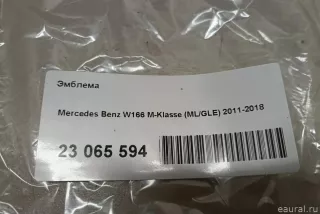 Эмблема
Mercedes Benz W166 M-Klasse (ML/GLE) 2011-2018
23 065 594
eaural.ru